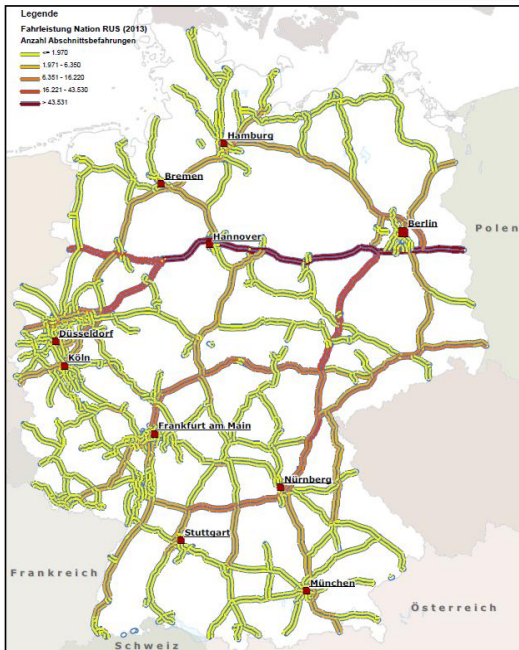 Legende
Fahrleistung Nation RUS (2013)
Anzahl Abschnittsbefahrungen
<= 1.970
1.971 - 6.350
6.351 - 16.220
16.221 - 43.530
> 43.531
Hamburg
Bremen
Berlin
Polen
Hannover
Düsseldorf
Köln
Frankfurt am Main
Nürnberg
Stuttgart
Frankreich
München
Österreich
Schweiz